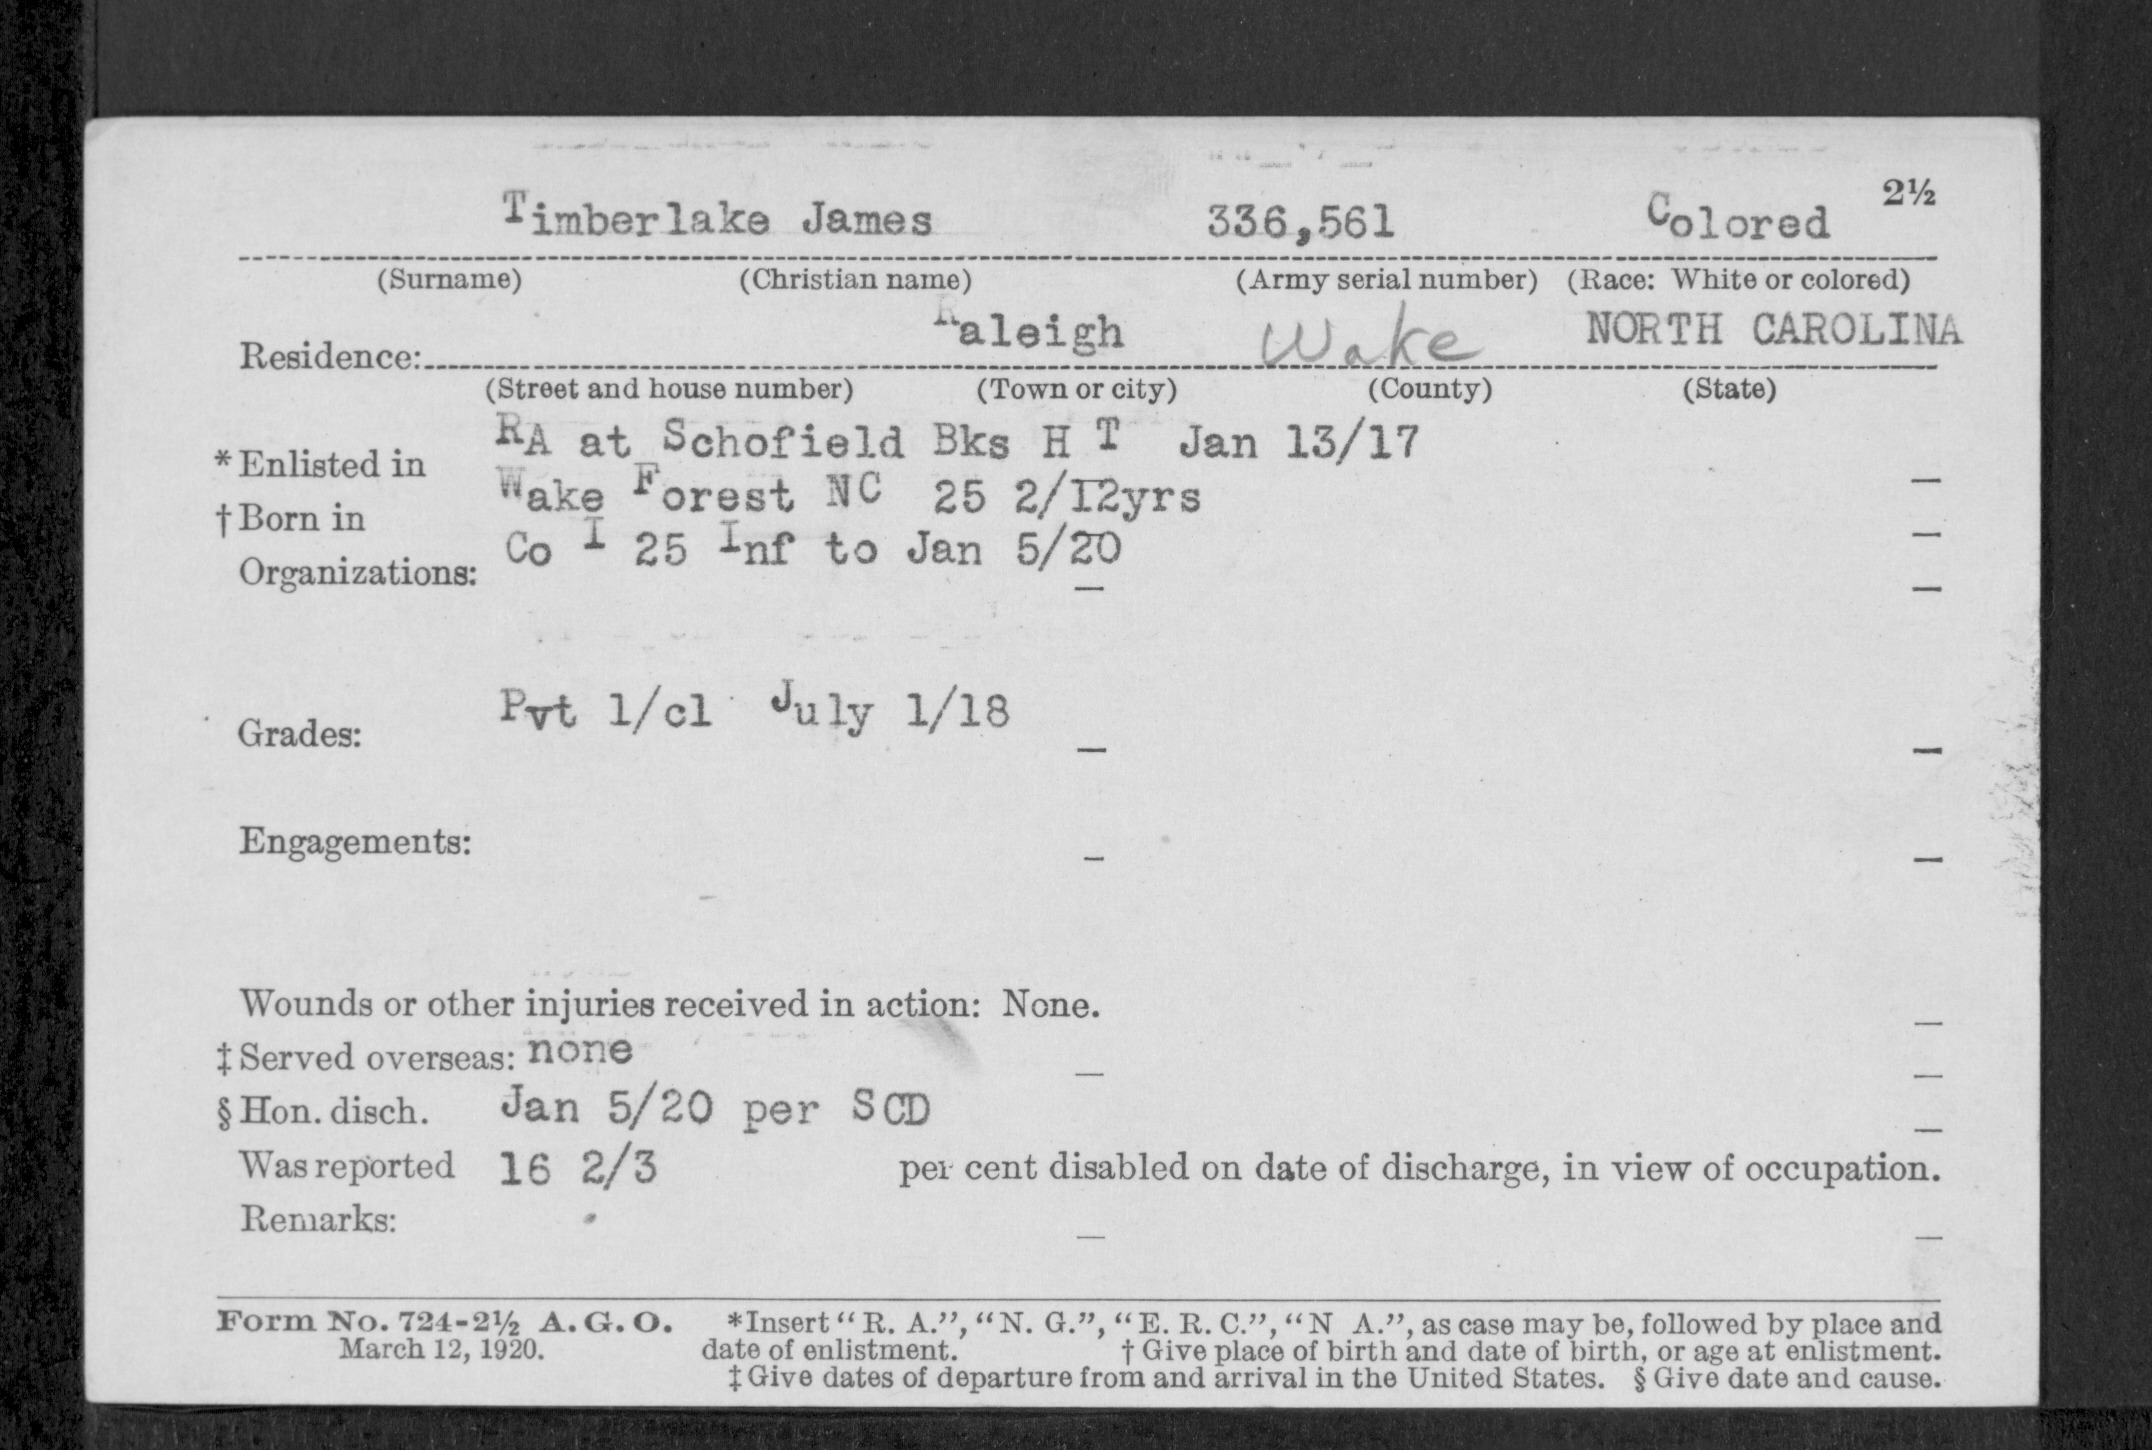 2½
Timberlake James 336,561 Colored
(Surname) (Christian name) (Army serial number) (Race: White or colored)
Residence: Raleigh Wake NORTH CAROLINA
(Street and house number) (Town or city) (County) (State)
*Enlisted in RA at Schofield Bks H T Jan 13/17
†Born in Wake Forest NC 25 2/12yrs
Organizations: Co I 25 Inf to Jan 5/20
Grades: Pvt 1/cl July 1/18
Engagements:
Wounds or other injuries received in action: None.
‡Served overseas: none
§Hon. disch. Jan 5/20 per SCD
Was reported 16 2/3 per cent disabled on date of discharge, in view of occupation.
Remarks:
Form No. 724-2½ A.G.O. *Insert “R. A.”, “N. G.”, “E. R. C.”, “N A.”, as case may be, followed by place and
March 12, 1920. date of enlistment. †Give place of birth and date of birth, or age at enlistment.
‡Give dates of departure from and arrival in the United States. §Give date and cause.